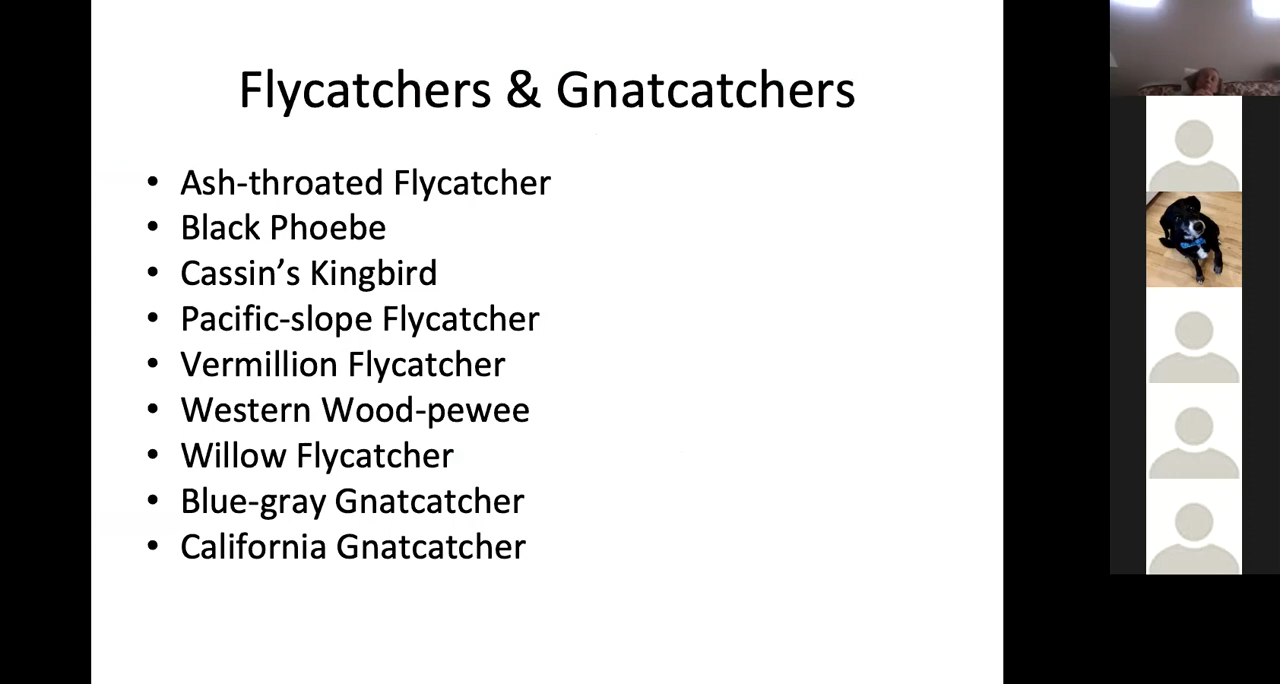 Flycatchers & Gnatcatchers
• Ash-throated Flycatcher
• Black Phoebe
• Cassin’s Kingbird
• Pacific-slope Flycatcher
• Vermillion Flycatcher
• Western Wood-pewee
• Willow Flycatcher
• Blue-gray Gnatcatcher
• California Gnatcatcher